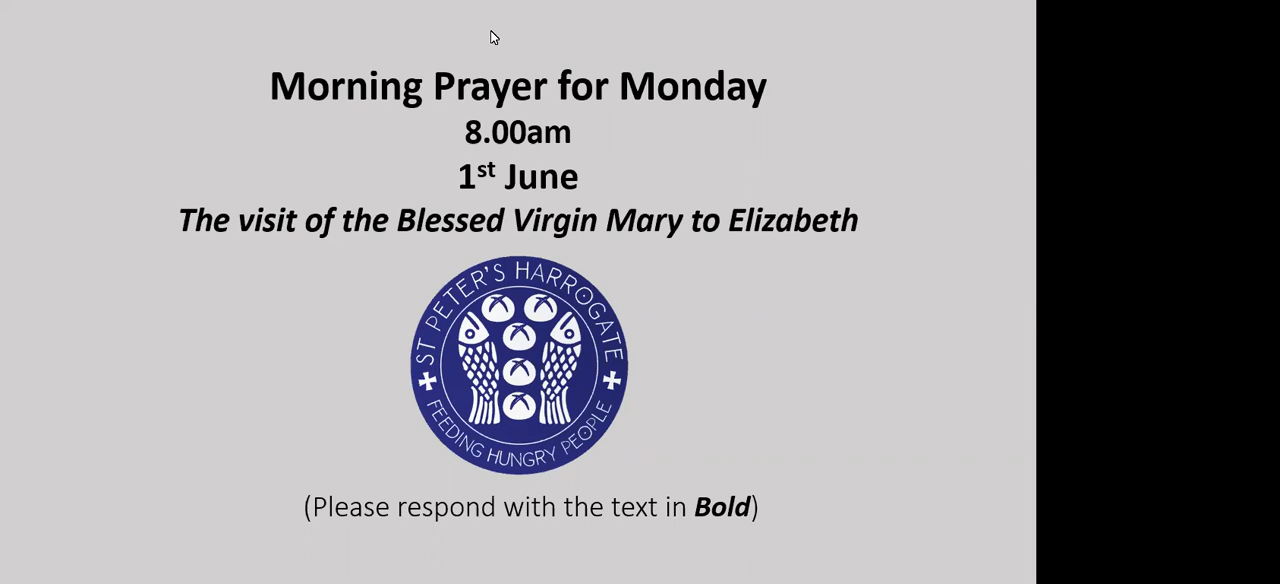 Morning Prayer for Monday
8.00am
1st June
The visit of the Blessed Virgin Mary to Elizabeth
ST PETER'S HARROGATE
FEEDING HUNGRY PEOPLE
(Please respond with the text in Bold)